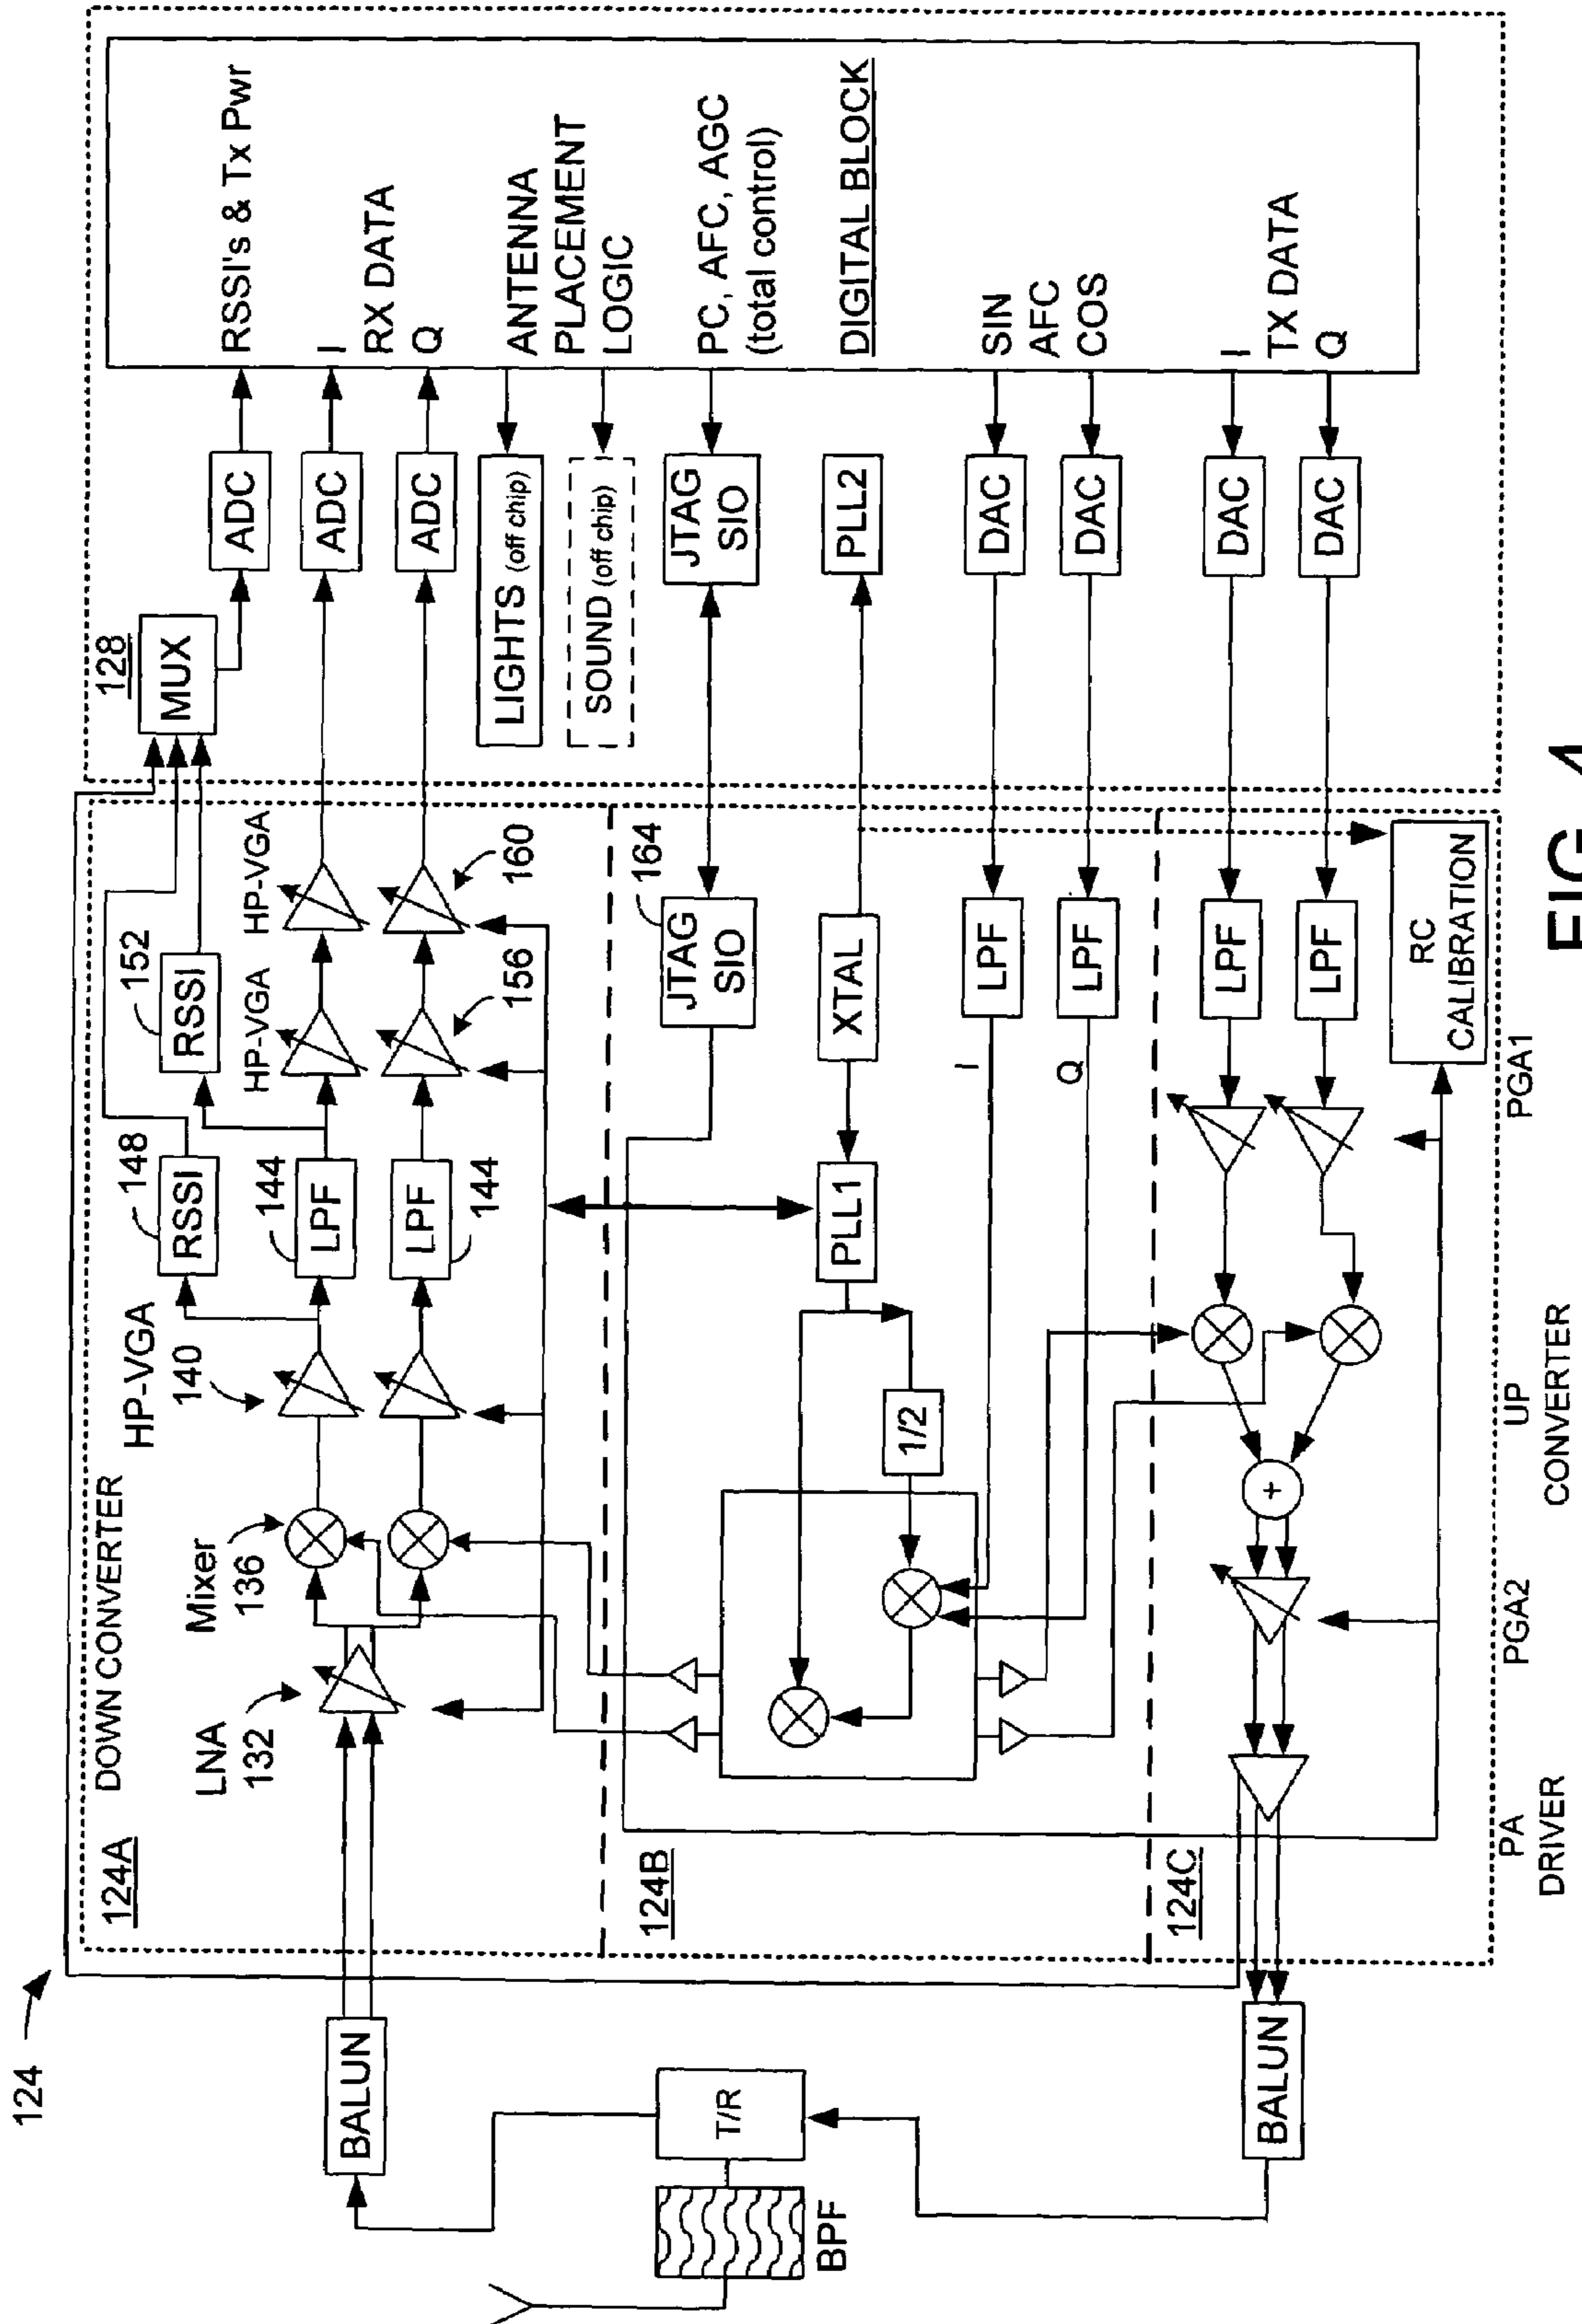 124
124A
DOWN CONVERTER
LNA
132
Mixer
136
HP-VGA
140
RSSI
148
LPF
144
LPF
144
RSSI
152
HP-VGA
HP-VGA
156
160
128
MUX
ADC
ADC
ADC
RSSI's & Tx Pwr
I
RX DATA
Q
LIGHTS (off chip)
SOUND (off chip)
ANTENNA
PLACEMENT
LOGIC
BALUN
T/R
BPF
124B
JTAG
SIO
164
JTAG
SIO
PC, AFC, AGC
(total control)
PLL1
XTAL
PLL2
DIGITAL BLOCK
1/2
I
Q
LPF
LPF
DAC
DAC
SIN
AFC
COS
124C
BALUN
+
LPF
LPF
DAC
DAC
I
TX DATA
Q
RC
CALIBRATION
PA
DRIVER
PGA2
UP
CONVERTER
PGA1
FIG. 4